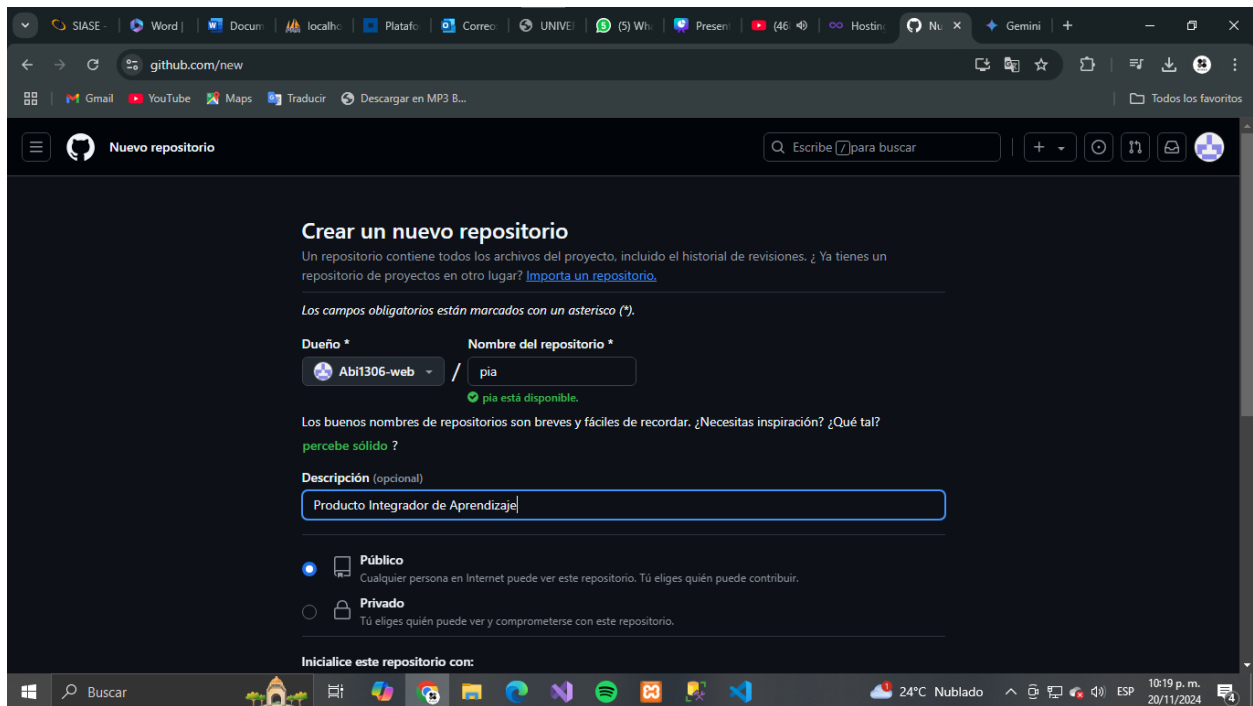 SIASE -
Word |
Docum
localho
Platafo
Correo:
UNIVEI
(5) Wha
Presen
(46
Hosting
Nu
Gemini
github.com/new
Gmail
YouTube
Maps
Traducir
Descargar en MP3 B...
Todos los favoritos
Nuevo repositorio
Escribe / para buscar
Crear un nuevo repositorio
Un repositorio contiene todos los archivos del proyecto, incluido el historial de revisiones. ¿ Ya tienes un
repositorio de proyectos en otro lugar? Importa un repositorio.
Los campos obligatorios están marcados con un asterisco (*).
Dueño *
Nombre del repositorio *
Abi1306-web
/
pia
pia está disponible.
Los buenos nombres de repositorios son breves y fáciles de recordar. ¿Necesitas inspiración? ¿Qué tal?
percebe sólido ?
Descripción (opcional)
Producto Integrador de Aprendizaje
Público
Cualquier persona en Internet puede ver este repositorio. Tú eliges quién puede contribuir.
Privado
Tú eliges quién puede ver y comprometerse con este repositorio.
Inicialice este repositorio con:
Buscar
24°C Nublado
ESP
10:19 p. m.
20/11/2024
4